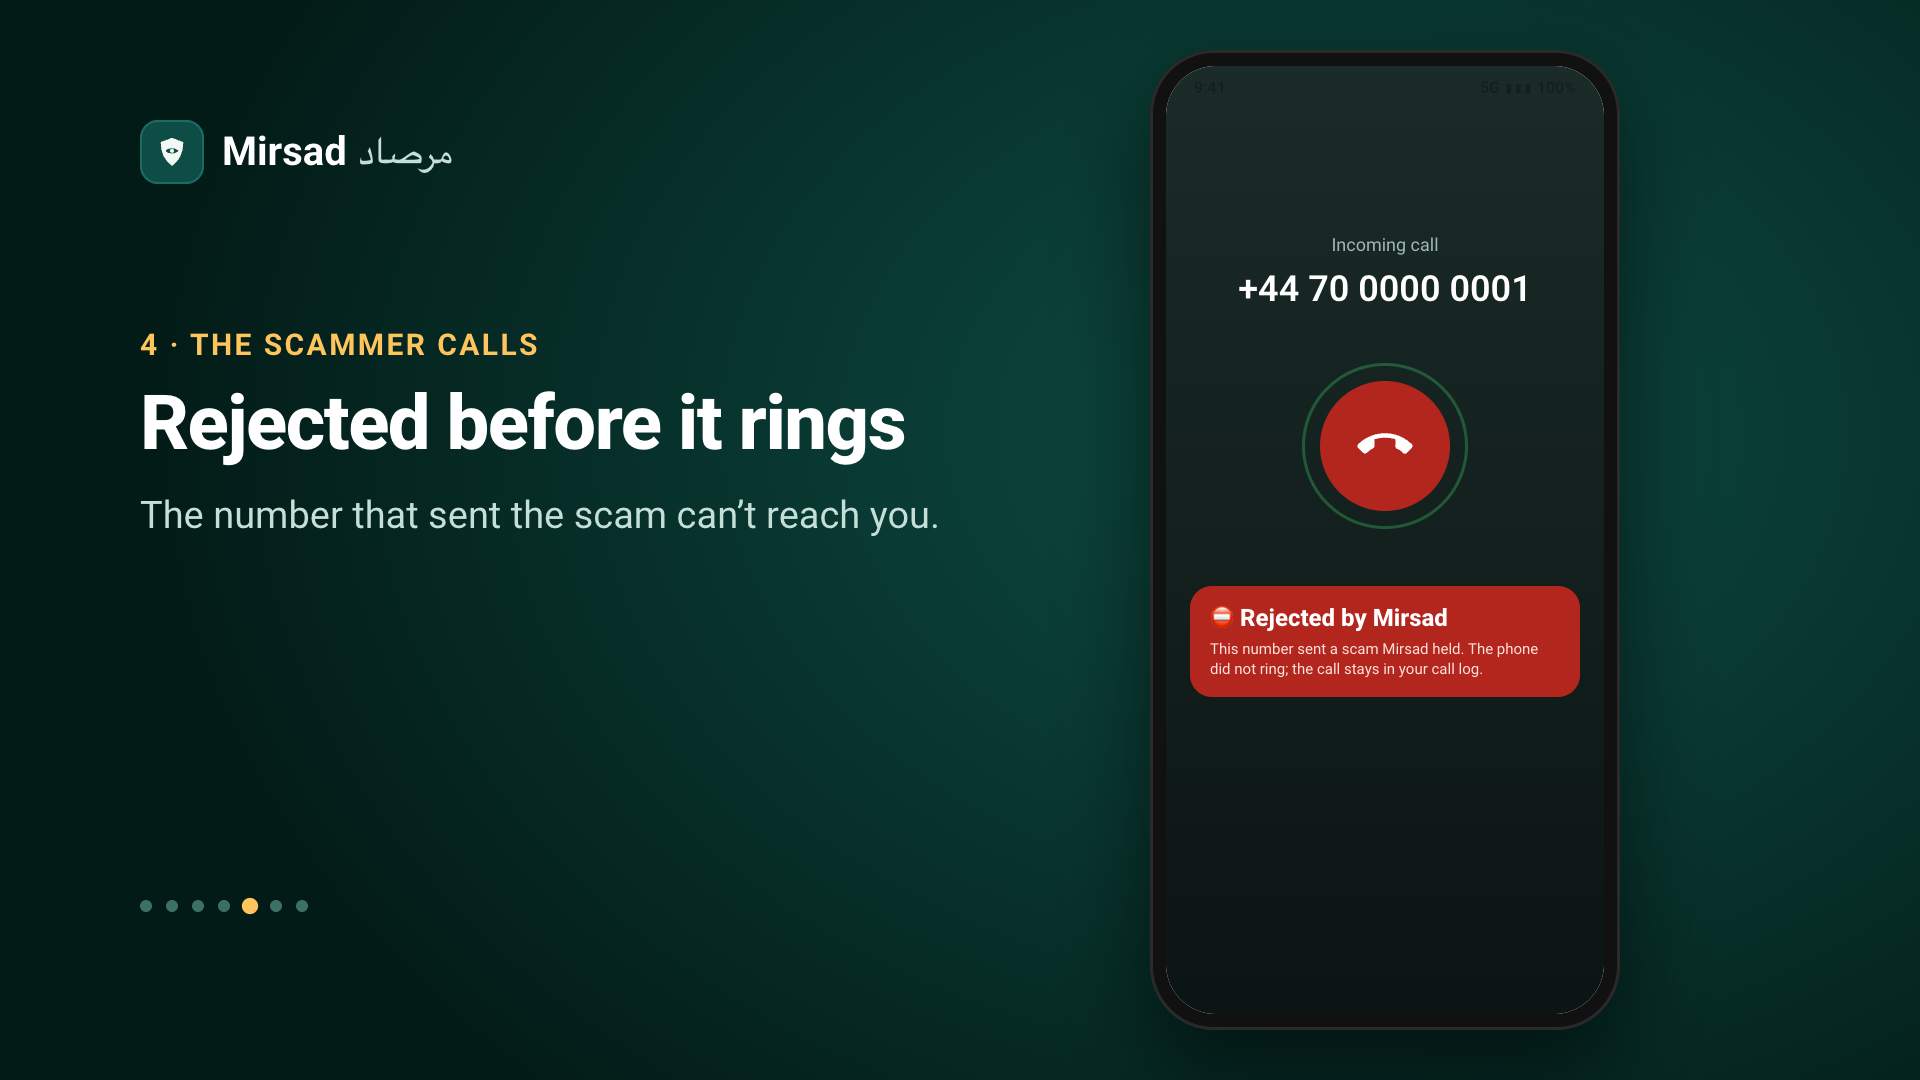 Mirsad مرصاد
4 · THE SCAMMER CALLS
Rejected before it rings
The number that sent the scam can’t reach you.
9:41
5G 100%
Incoming call
+44 70 0000 0001
⛔ Rejected by Mirsad
This number sent a scam Mirsad held. The phone
did not ring; the call stays in your call log.